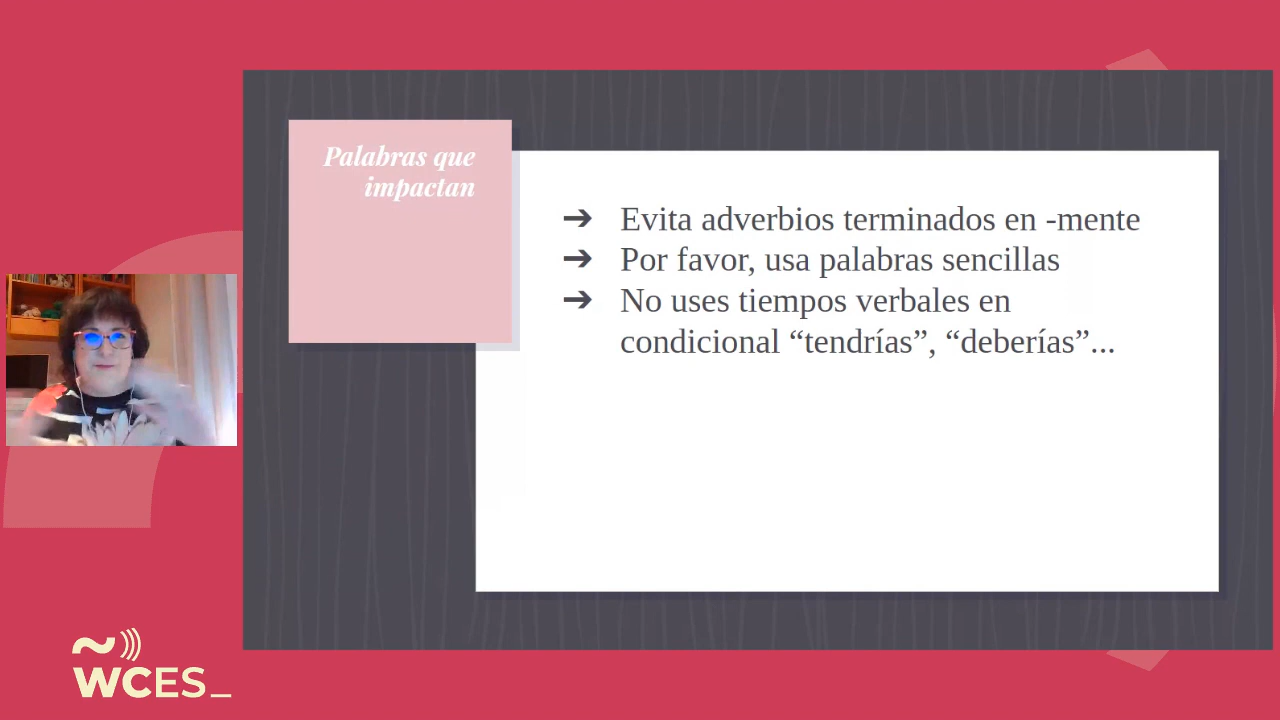 Palabras que
impactan
➔ Evita adverbios terminados en -mente
➔ Por favor, usa palabras sencillas
➔ No uses tiempos verbales en
condicional “tendrías”, “deberías”...
WCES_